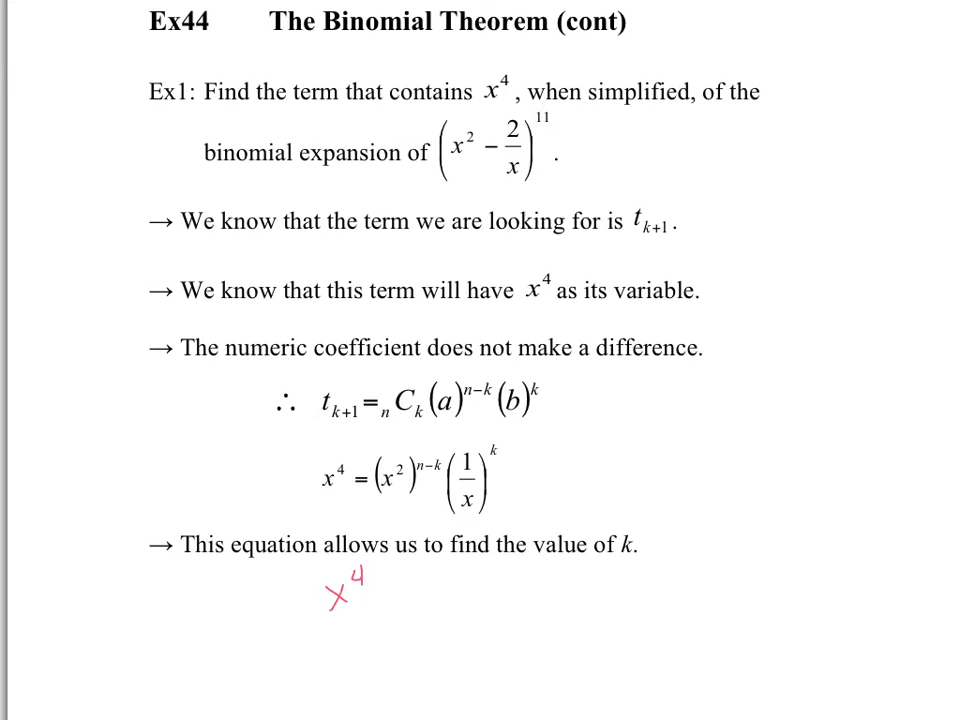 Ex44 The Binomial Theorem (cont)
Ex1: Find the term that contains x⁴, when simplified, of the
binomial expansion of (x² − 2/x)¹¹.
→ We know that the term we are looking for is tₖ₊₁.
→ We know that this term will have x⁴ as its variable.
→ The numeric coefficient does not make a difference.
∴ tₖ₊₁ = ₙCₖ(a)ⁿ⁻ᵏ(b)ᵏ
x⁴ = (x²)ⁿ⁻ᵏ(1/x)ᵏ
→ This equation allows us to find the value of k.
x⁴